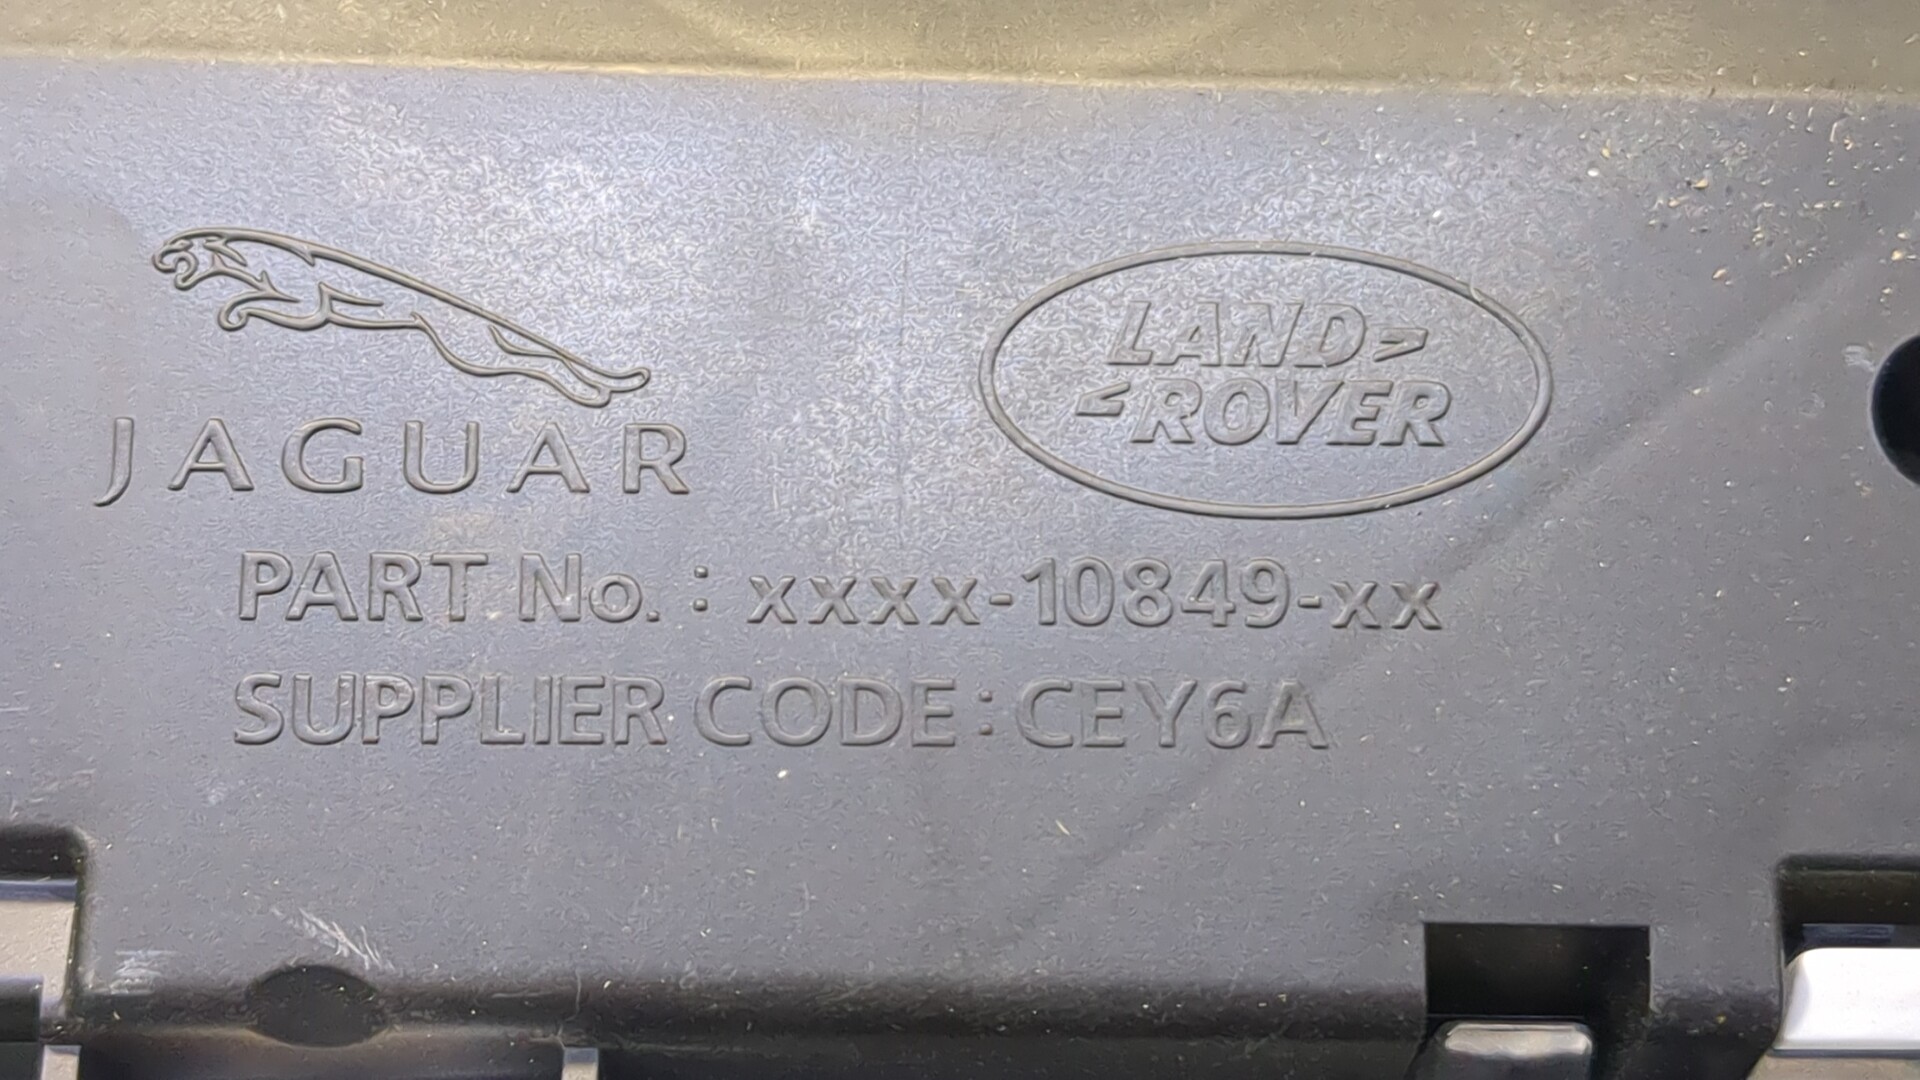 JAGUAR
LAND>
<ROVER
PART No. : xxxx-10849-xx
SUPPLIER CODE : CEY6A